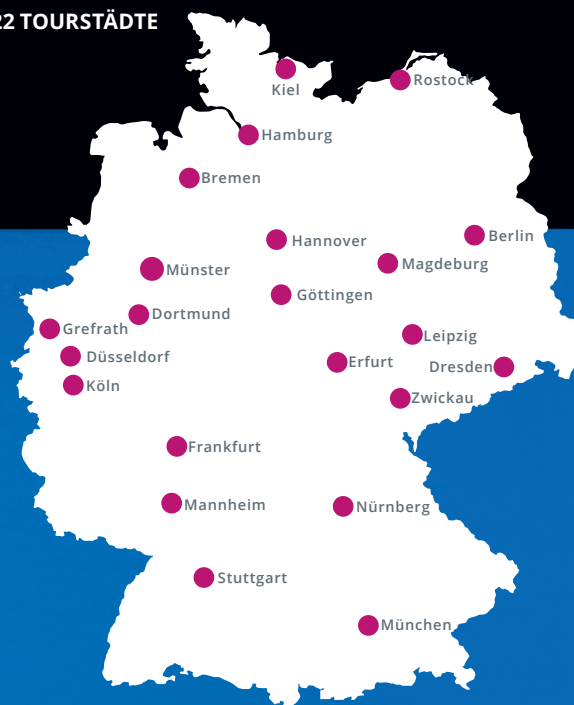 22 TOURSTÄDTE
Kiel
Rostock
Hamburg
Bremen
Hannover
Berlin
Münster
Magdeburg
Göttingen
Dortmund
Grefrath
Leipzig
Düsseldorf
Erfurt
Dresden
Köln
Zwickau
Frankfurt
Mannheim
Nürnberg
Stuttgart
München